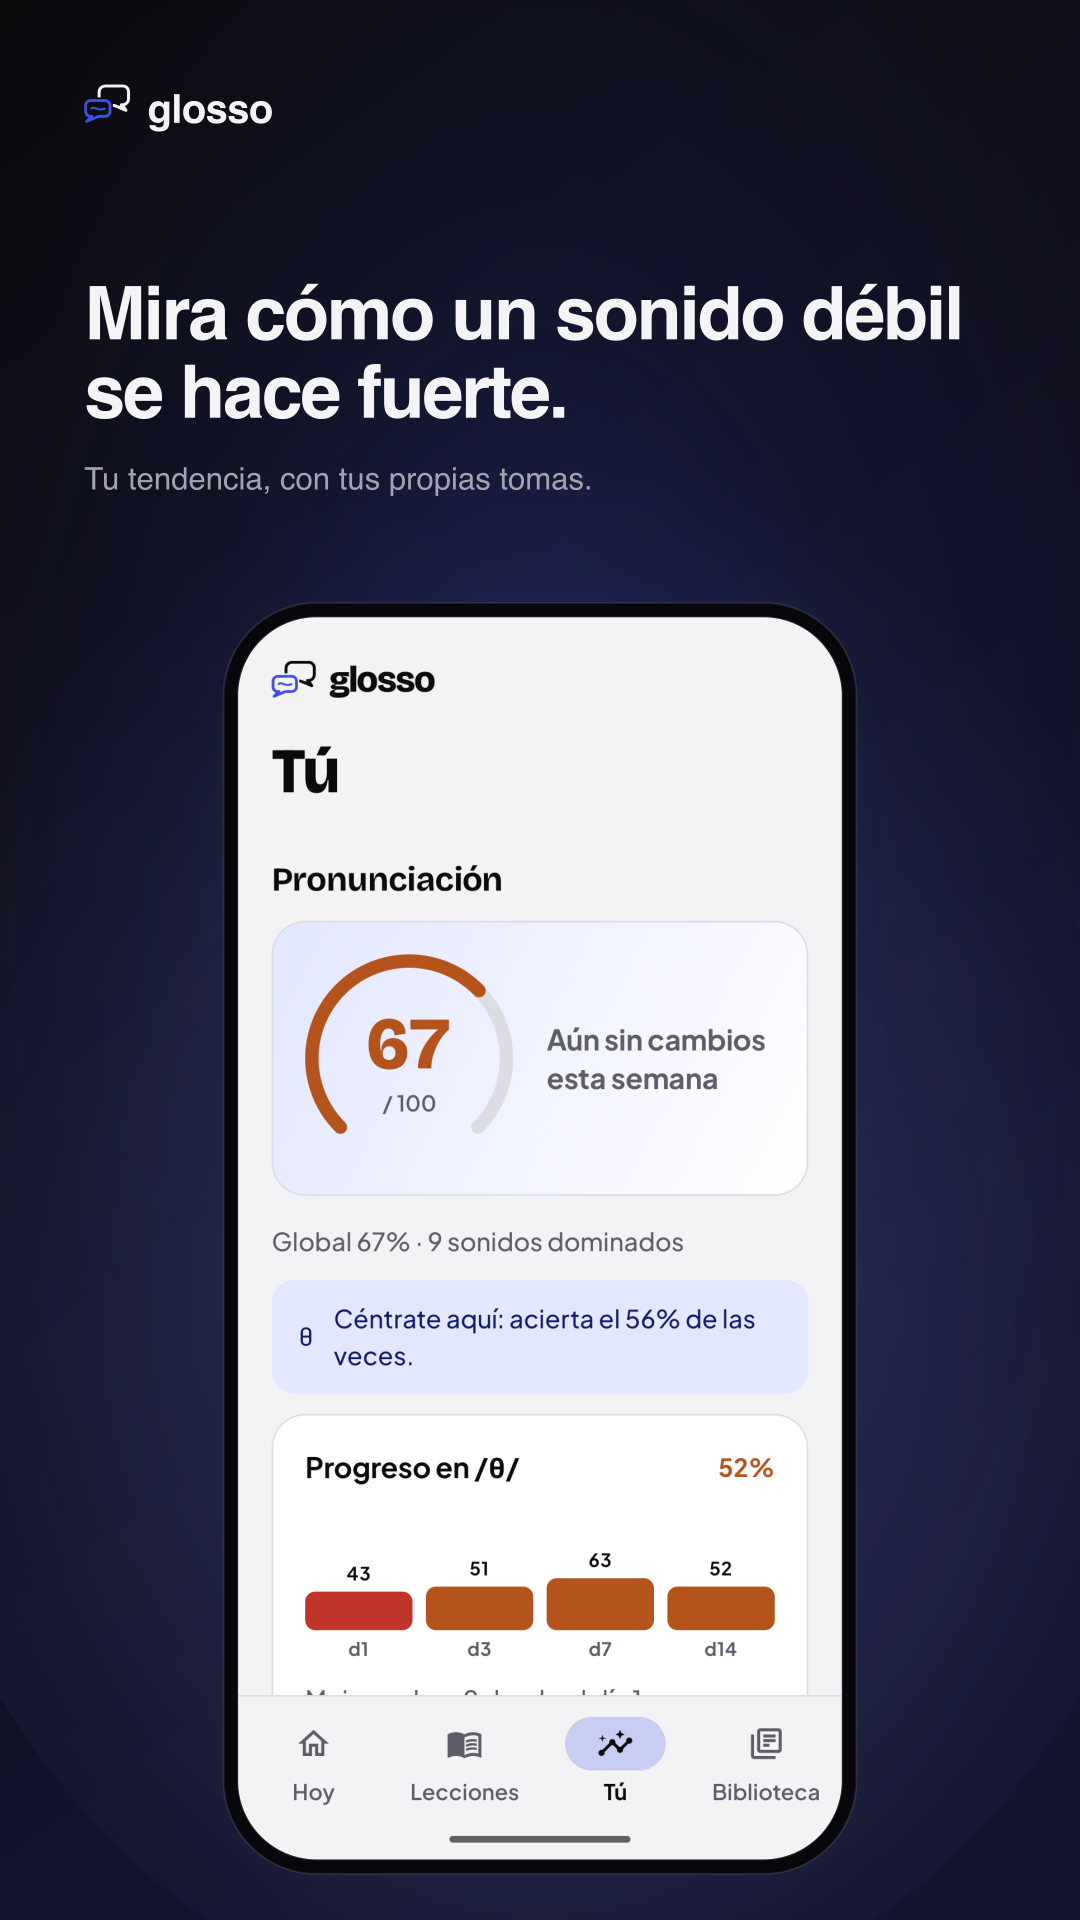 glosso
Mira cómo un sonido débil
se hace fuerte.
Tu tendencia, con tus propias tomas.
glosso
Tú
Pronunciación
67
/ 100
Aún sin cambios
esta semana
Global 67% · 9 sonidos dominados
θ
Céntrate aquí: acierta el 56% de las
veces.
Progreso en /θ/
52%
43 51 63 52
d1 d3 d7 d14
Hoy Lecciones Tú Biblioteca